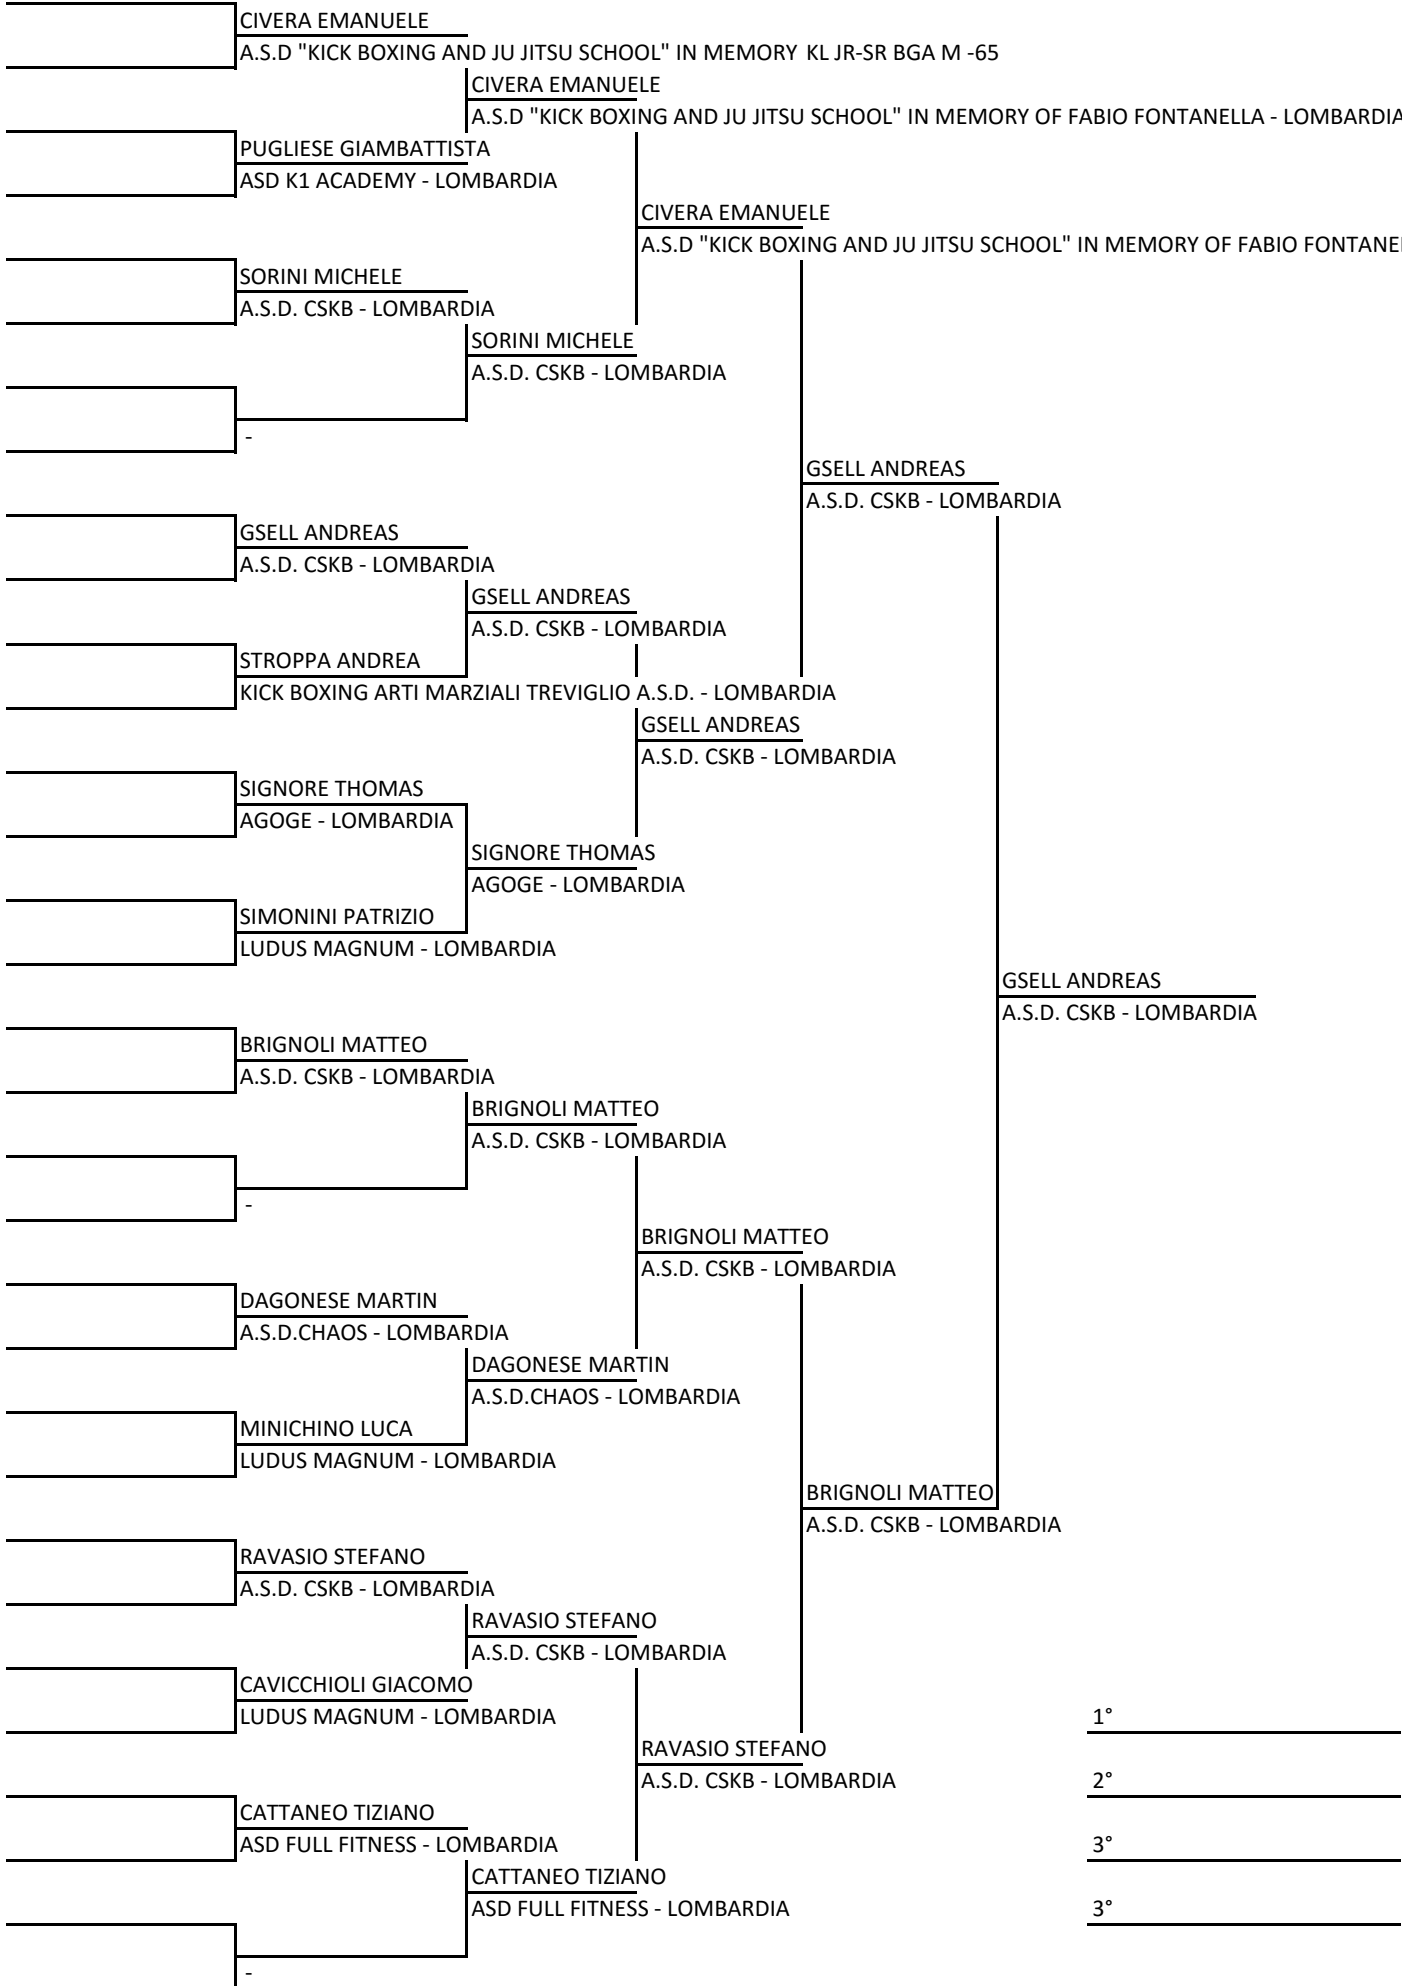 CIVERA EMANUELE
A.S.D "KICK BOXING AND JU JITSU SCHOOL" IN MEMORY KL JR-SR BGA M -65
CIVERA EMANUELE
A.S.D "KICK BOXING AND JU JITSU SCHOOL" IN MEMORY OF FABIO FONTANELLA - LOMBARDIA
PUGLIESE GIAMBATTISTA
ASD K1 ACADEMY - LOMBARDIA
CIVERA EMANUELE
A.S.D "KICK BOXING AND JU JITSU SCHOOL" IN MEMORY OF FABIO
SORINI MICHELE
A.S.D. CSKB - LOMBARDIA
SORINI MICHELE
A.S.D. CSKB - LOMBARDIA
-
GSELL ANDREAS
A.S.D. CSKB - LOMBARDIA
GSELL ANDREAS
A.S.D. CSKB - LOMBARDIA
GSELL ANDREAS
A.S.D. CSKB - LOMBARDIA
STROPPA ANDREA
KICK BOXING ARTI MARZIALI TREVIGLIO A.S.D. - LOMBARDIA
GSELL ANDREAS
A.S.D. CSKB - LOMBARDIA
SIGNORE THOMAS
AGOGE - LOMBARDIA
SIGNORE THOMAS
AGOGE - LOMBARDIA
SIMONINI PATRIZIO
LUDUS MAGNUM - LOMBARDIA
GSELL ANDREAS
A.S.D. CSKB - LOMBARDIA
BRIGNOLI MATTEO
A.S.D. CSKB - LOMBARDIA
BRIGNOLI MATTEO
A.S.D. CSKB - LOMBARDIA
-
BRIGNOLI MATTEO
A.S.D. CSKB - LOMBARDIA
DAGONESE MARTIN
A.S.D.CHAOS - LOMBARDIA
DAGONESE MARTIN
A.S.D.CHAOS - LOMBARDIA
MINICHINO LUCA
LUDUS MAGNUM - LOMBARDIA
BRIGNOLI MATTEO
A.S.D. CSKB - LOMBARDIA
RAVASIO STEFANO
A.S.D. CSKB - LOMBARDIA
RAVASIO STEFANO
A.S.D. CSKB - LOMBARDIA
CAVICCHIOLI GIACOMO
LUDUS MAGNUM - LOMBARDIA
1°
RAVASIO STEFANO
A.S.D. CSKB - LOMBARDIA
2°
CATTANEO TIZIANO
ASD FULL FITNESS - LOMBARDIA
3°
CATTANEO TIZIANO
ASD FULL FITNESS - LOMBARDIA
3°
-